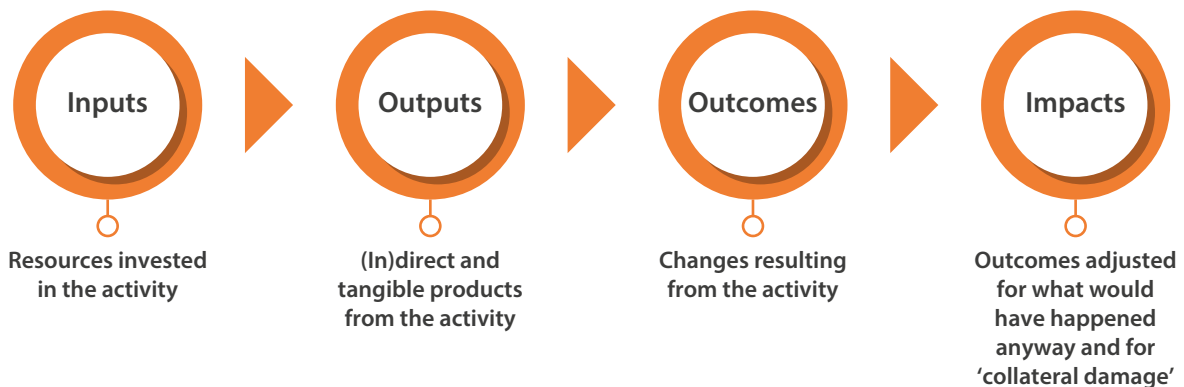 Inputs
Outputs
Outcomes
Impacts
Resources invested
in the activity
(In)direct and
tangible products
from the activity
Changes resulting
from the activity
Outcomes adjusted
for what would
have happened
anyway and for
‘collateral damage’